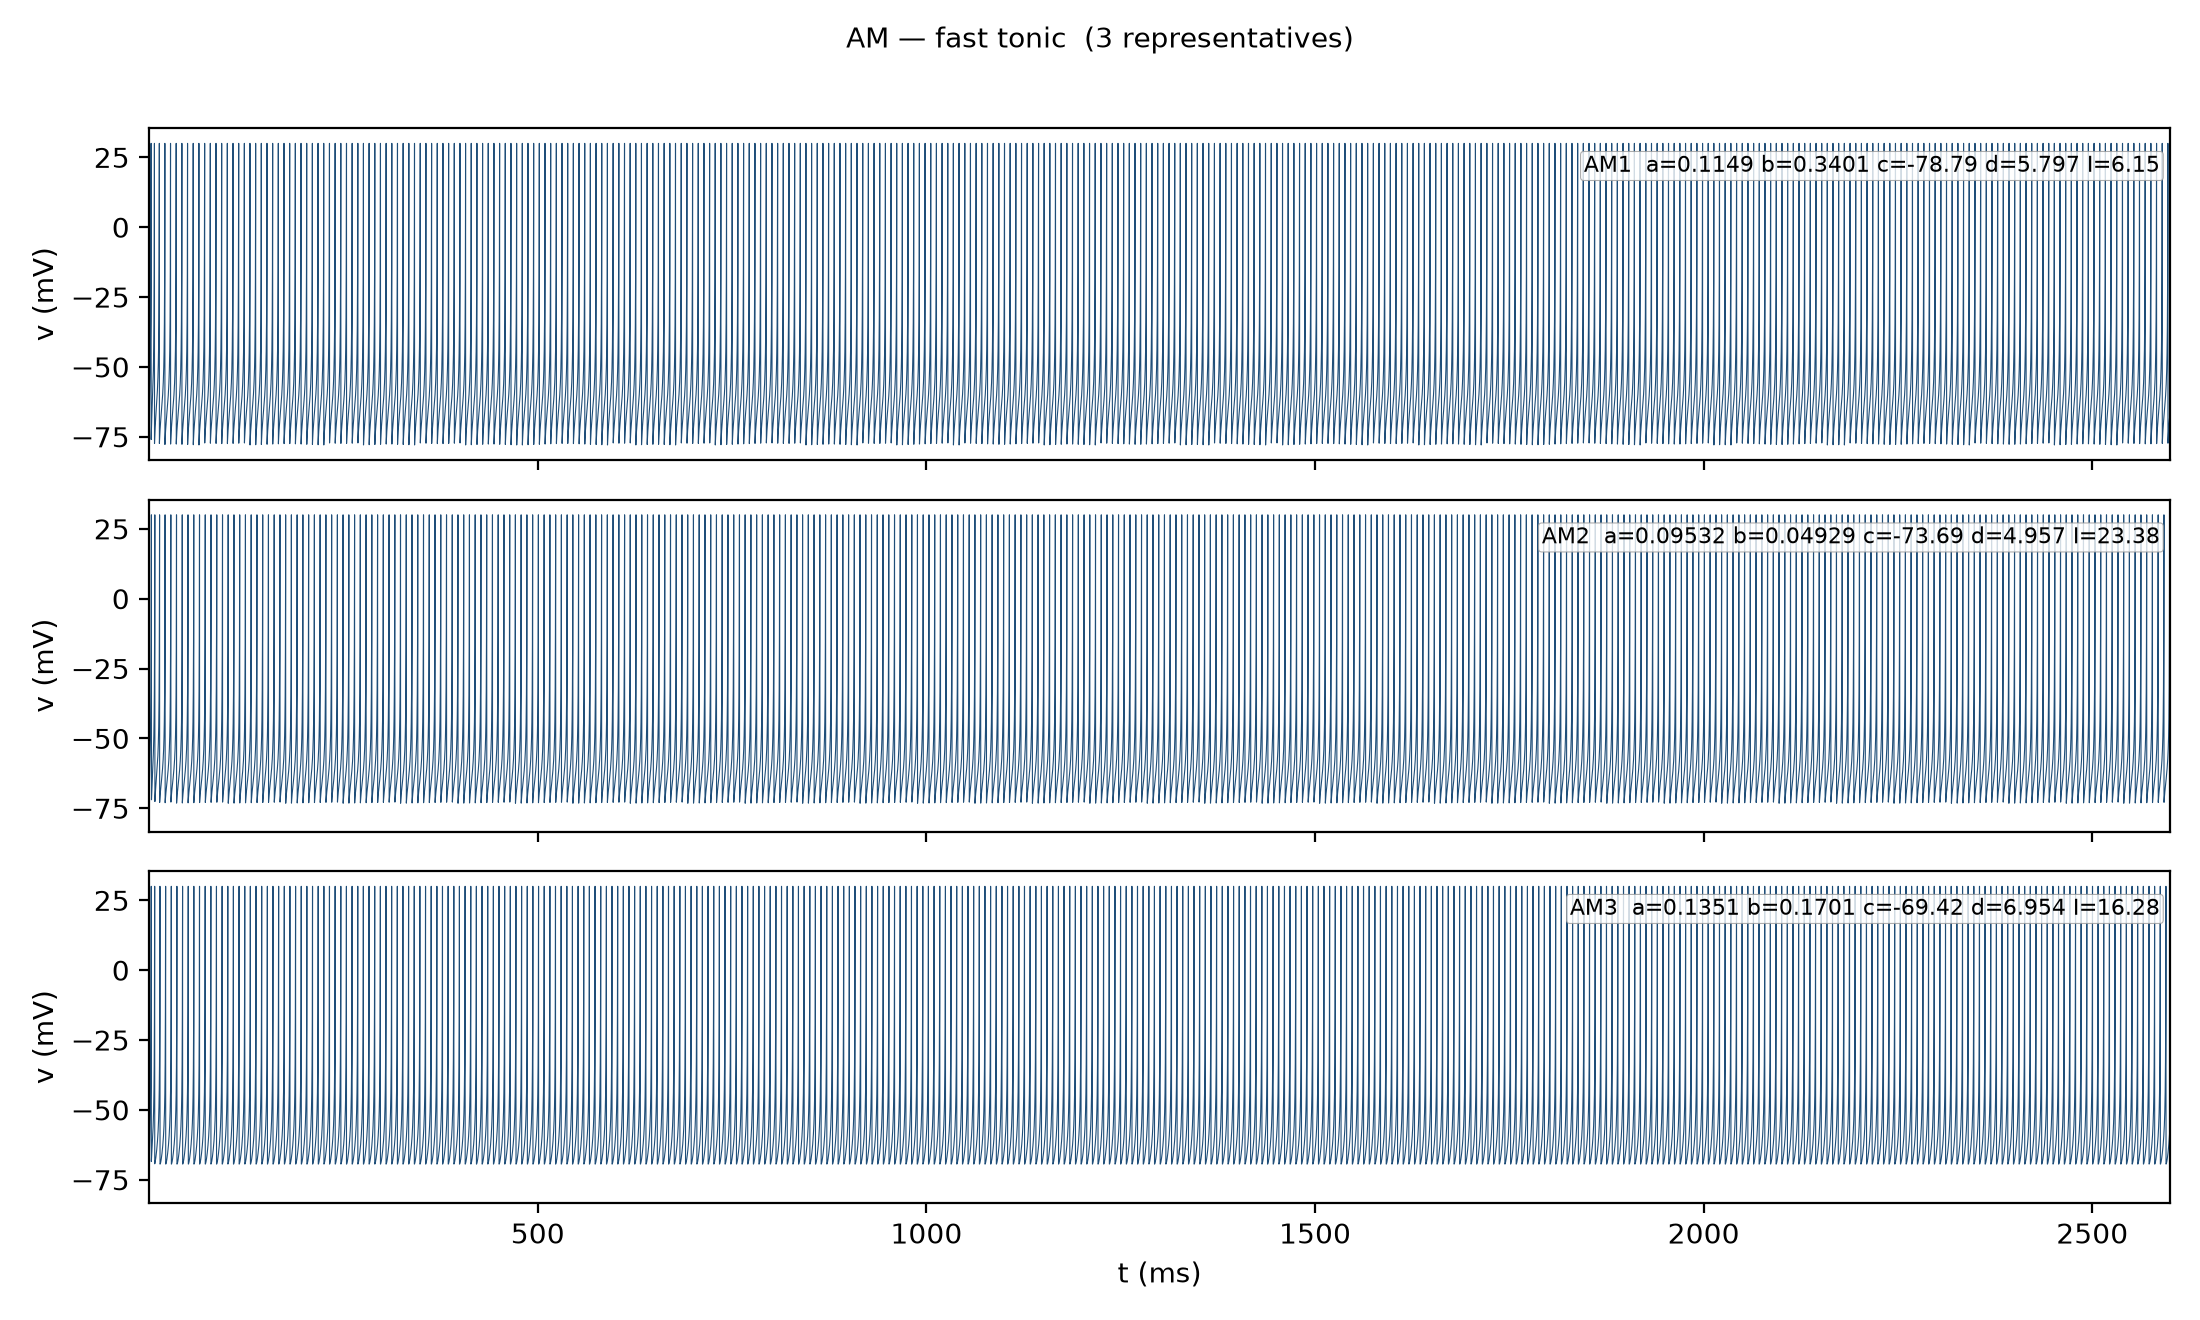 AM — fast tonic (3 representatives)
25
0
−25
−50
−75
v (mV)
AM1 a=0.1149 b=0.3401 c=-78.79 d=5.797 I=6.15
25
0
−25
−50
−75
v (mV)
AM2 a=0.09532 b=0.04929 c=-73.69 d=4.957 I=23.38
25
0
−25
−50
−75
v (mV)
AM3 a=0.1351 b=0.1701 c=-69.42 d=6.954 I=16.28
500 1000 1500 2000 2500
t (ms)